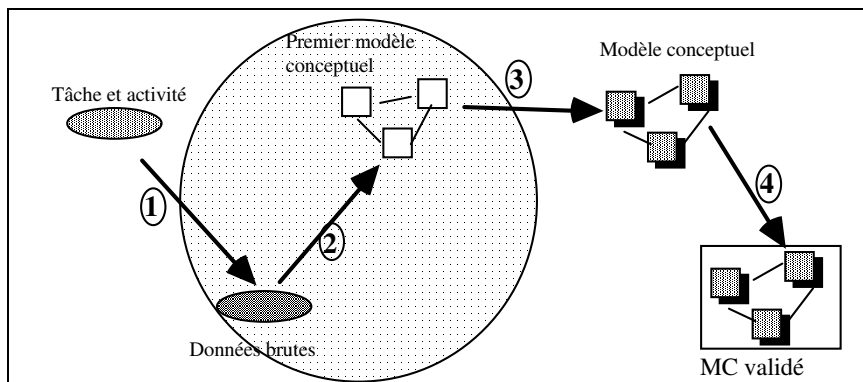 Premier modèle
conceptuel
Modèle conceptuel
Tâche et activité
3
1
2
4
Données brutes
MC validé